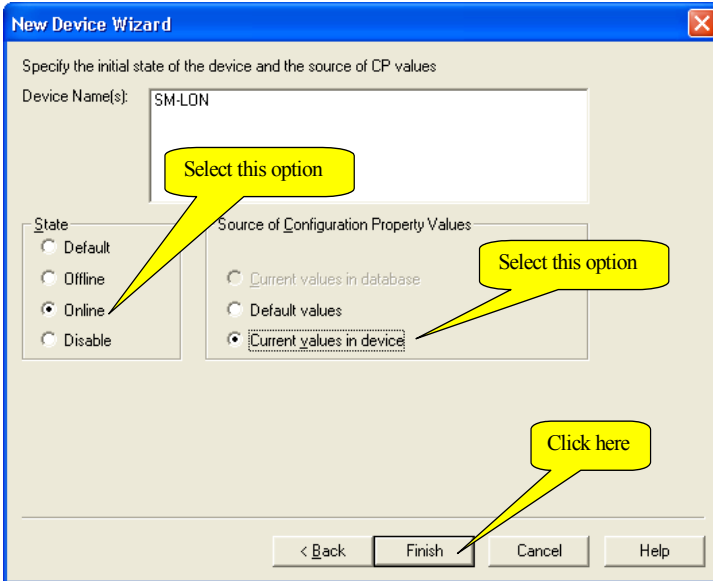 New Device Wizard
Specify the initial state of the device and the source of CP values
Device Name(s):
SM-LON
Select this option
State
Default
Offline
Online
Disable
Source of Configuration Property Values
Select this option
Current values in database
Default values
Current values in device
Click here
< Back
Finish
Cancel
Help